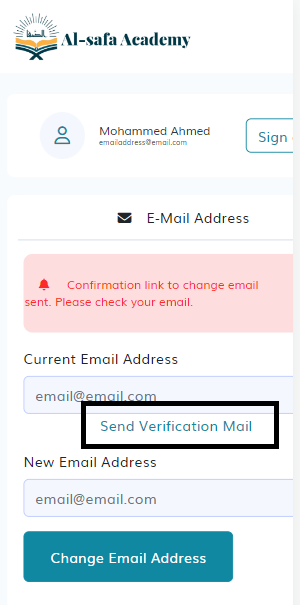 Al-safa Academy
Mohammed Ahmed
emailaddress@email.com
Sign
E-Mail Address
Confirmation link to change email
sent. Please check your email.
Current Email Address
email@email.com
Send Verification Mail
New Email Address
email@email.com
Change Email Address